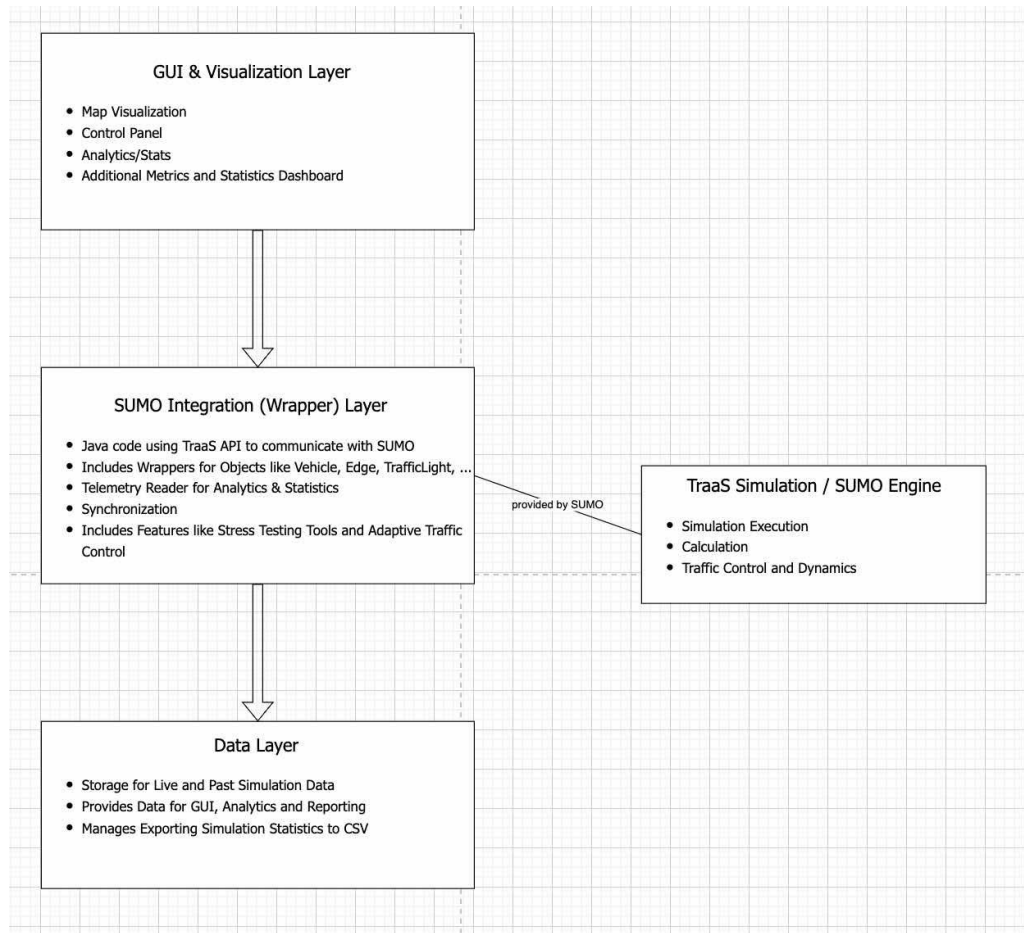 GUI & Visualization Layer
• Map Visualization
• Control Panel
• Analytics/Stats
• Additional Metrics and Statistics Dashboard
SUMO Integration (Wrapper) Layer
• Java code using TraaS API to communicate with SUMO
• Includes Wrappers for Objects like Vehicle, Edge, TrafficLight, ...
• Telemetry Reader for Analytics & Statistics
• Synchronization
• Includes Features like Stress Testing Tools and Adaptive Traffic
Control
provided by SUMO
TraaS Simulation / SUMO Engine
• Simulation Execution
• Calculation
• Traffic Control and Dynamics
Data Layer
• Storage for Live and Past Simulation Data
• Provides Data for GUI, Analytics and Reporting
• Manages Exporting Simulation Statistics to CSV